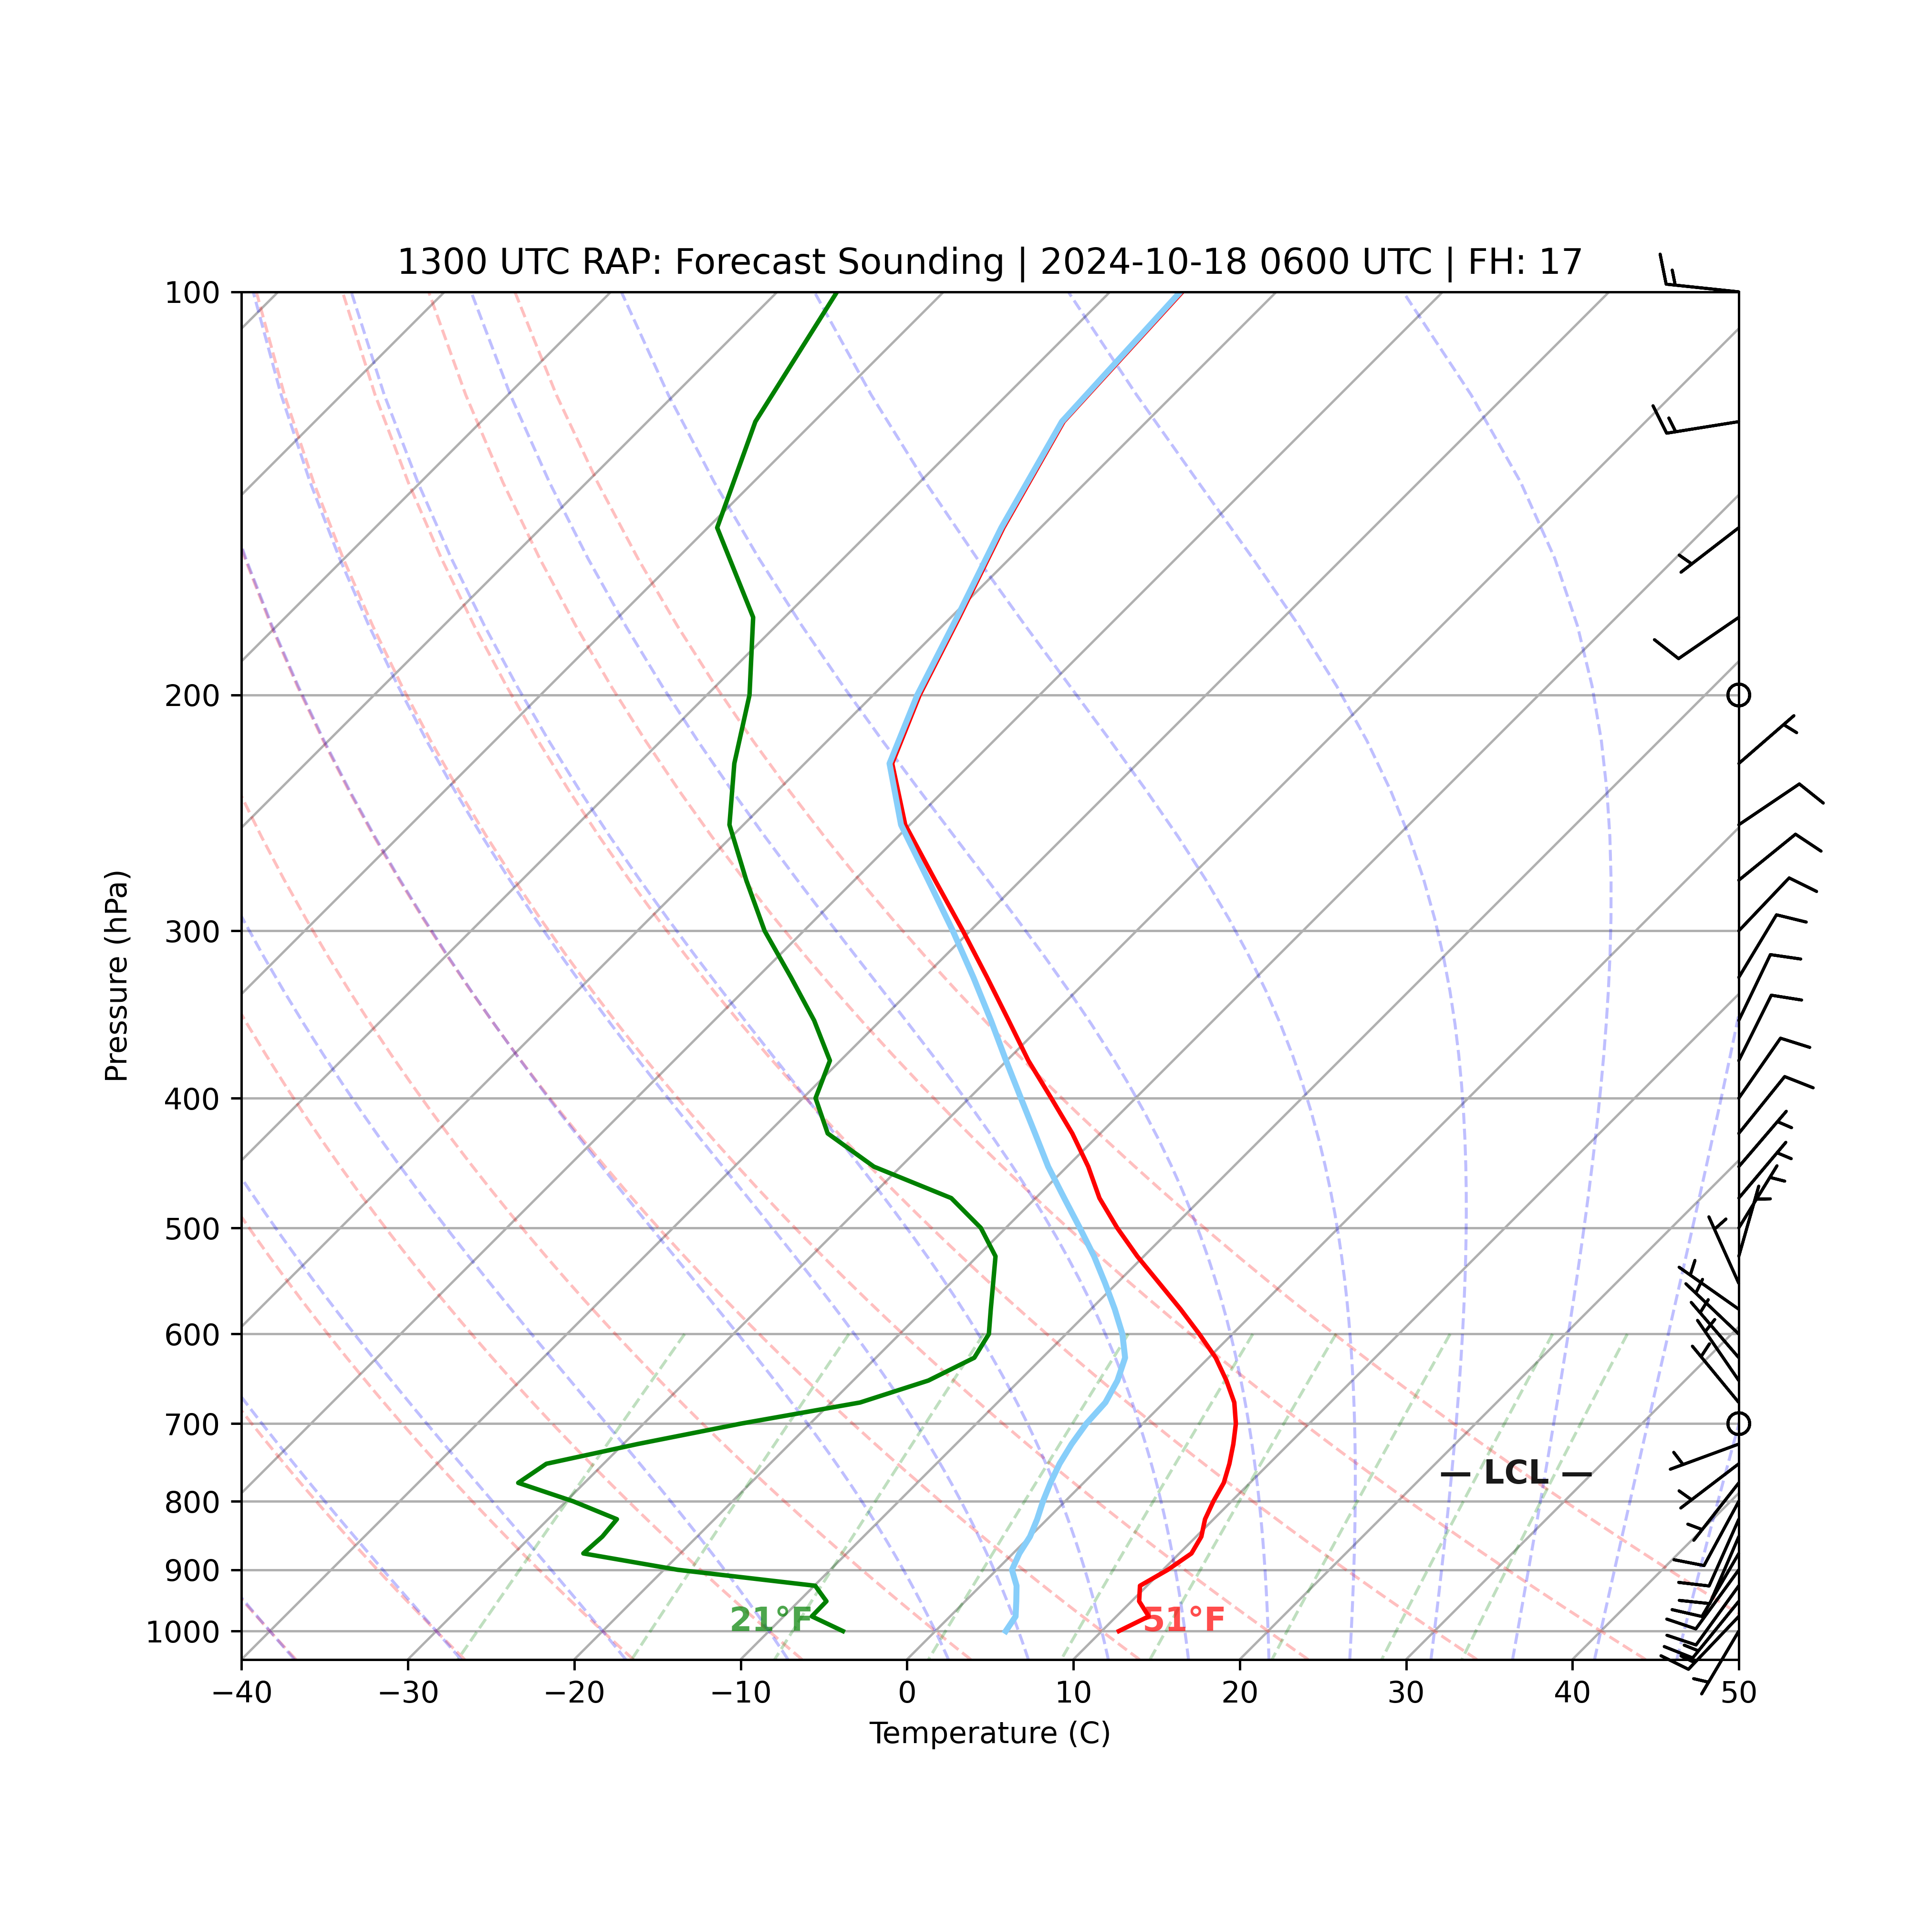 1300 UTC RAP: Forecast Sounding | 2024-10-18 0600 UTC | FH: 17
100
200
300
400
500
600
700
800
900
1000
Pressure (hPa)
— LCL —
21°F
51°F
−40 −30 −20 −10 0 10 20 30 40 50
Temperature (C)